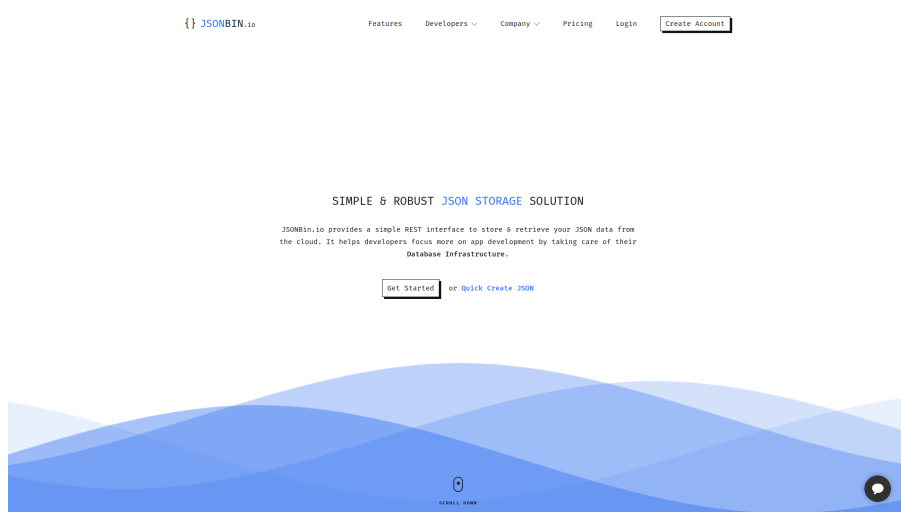 {} JSONBIN.io
Features Developers Company Pricing Login Create Account
SIMPLE & ROBUST JSON STORAGE SOLUTION
JSONBin.io provides a simple REST interface to store & retrieve your JSON data from
the cloud. It helps developers focus more on app development by taking care of their
Database Infrastructure.
Get Started or Quick Create JSON
SCROLL DOWN